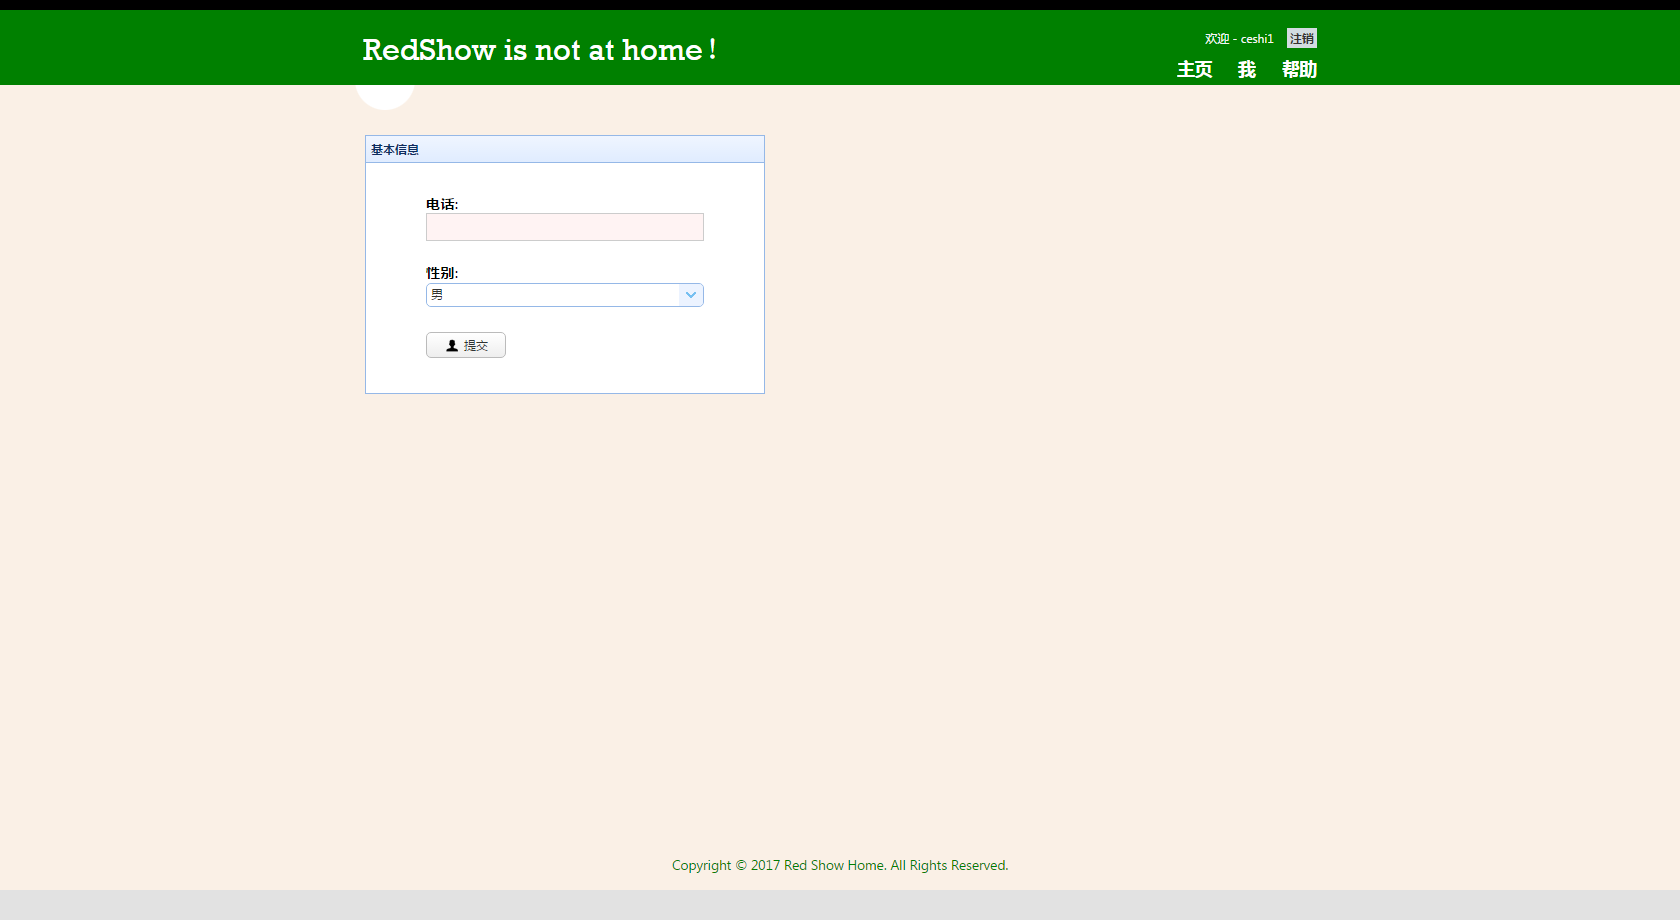 RedShow is not at home！
欢迎 - ceshi1 注销
主页 我 帮助
基本信息
电话:
性别:
男
提交
Copyright © 2017 Red Show Home. All Rights Reserved.